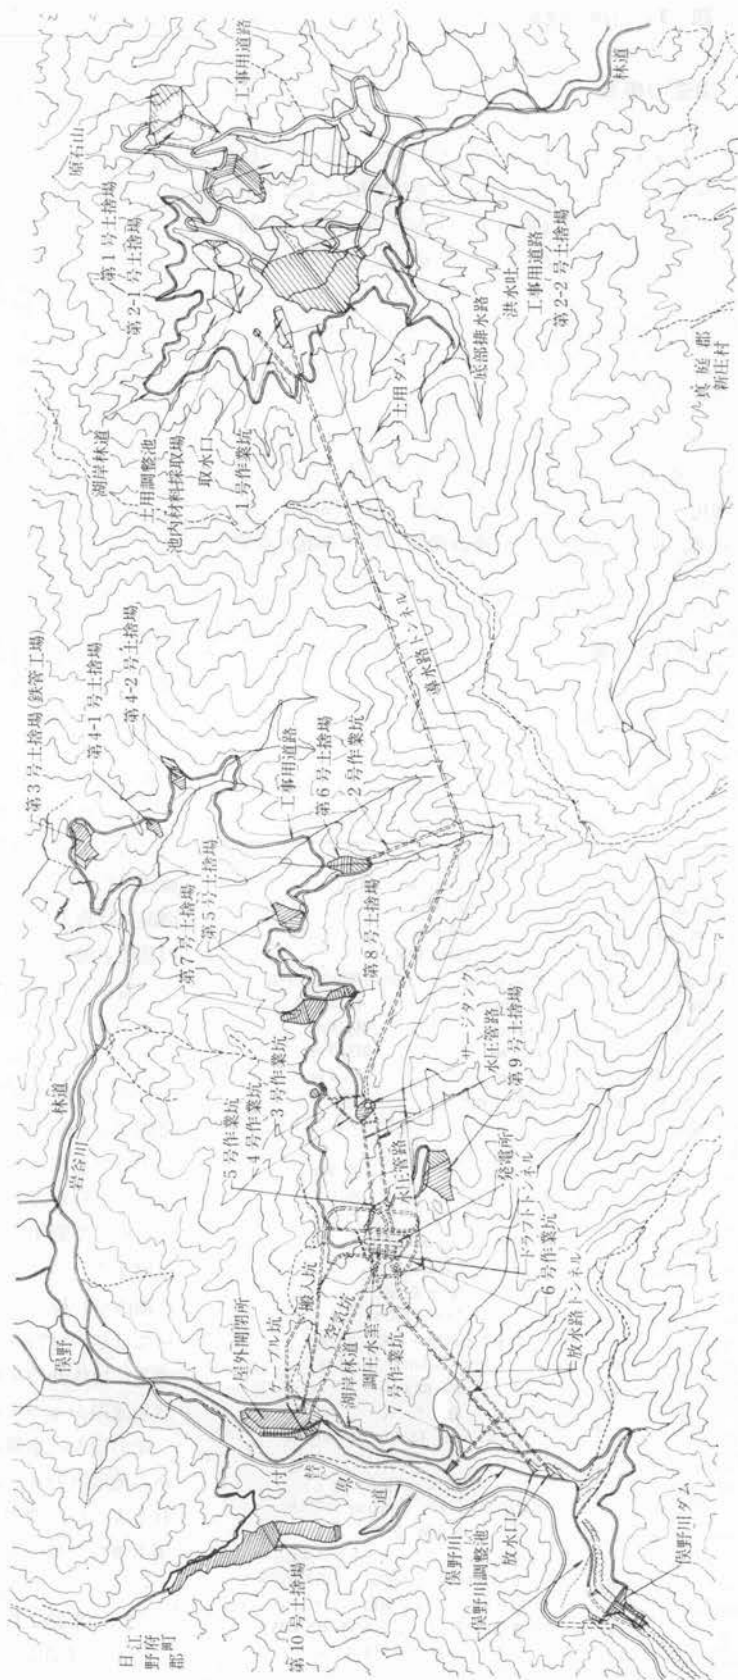 工事用道路
原石山
第1号土捨場
第2-1号土捨場
林道
湖岸林道
土用調整池
池内材料採取場
取水口
1号作業坑
土用ダム
底部排水路
洪水吐
工事用道路
第2-2号土捨場
真庭郡
新庄村
導水路トンネル
第3号土捨場(鉄管工場)
第4-1号土捨場
第4-2号土捨場
工事用道路
第6号土捨場
2号作業坑
第7号土捨場
第5号土捨場
第8号土捨場
林道
岩谷川
5号作業坑
4号作業坑
3号作業坑
サージタンク
水圧管路
第9号土捨場
水圧管路
発電所
ドラフトトンネル
6号作業坑
放水路トンネル
俣野
屋外開閉所
ケーブル坑
搬入坑
空気坑
湖岸林道
調圧水室
7号作業坑
付替県道
俣野川
俣野川調整池
放水口
俣野川ダム
第10号土捨場
日野郡
江府町